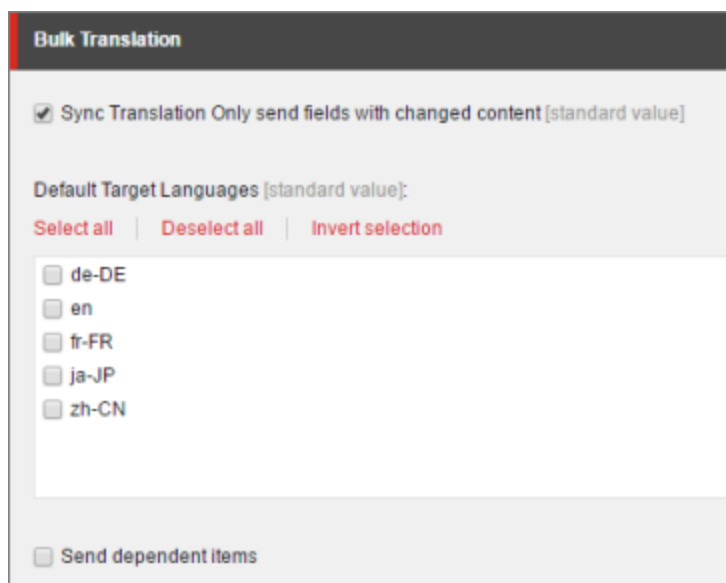 Bulk Translation
Sync Translation Only send fields with changed content [standard value]
Default Target Languages [standard value]:
Select all Deselect all Invert selection
de-DE
en
fr-FR
ja-JP
zh-CN
Send dependent items